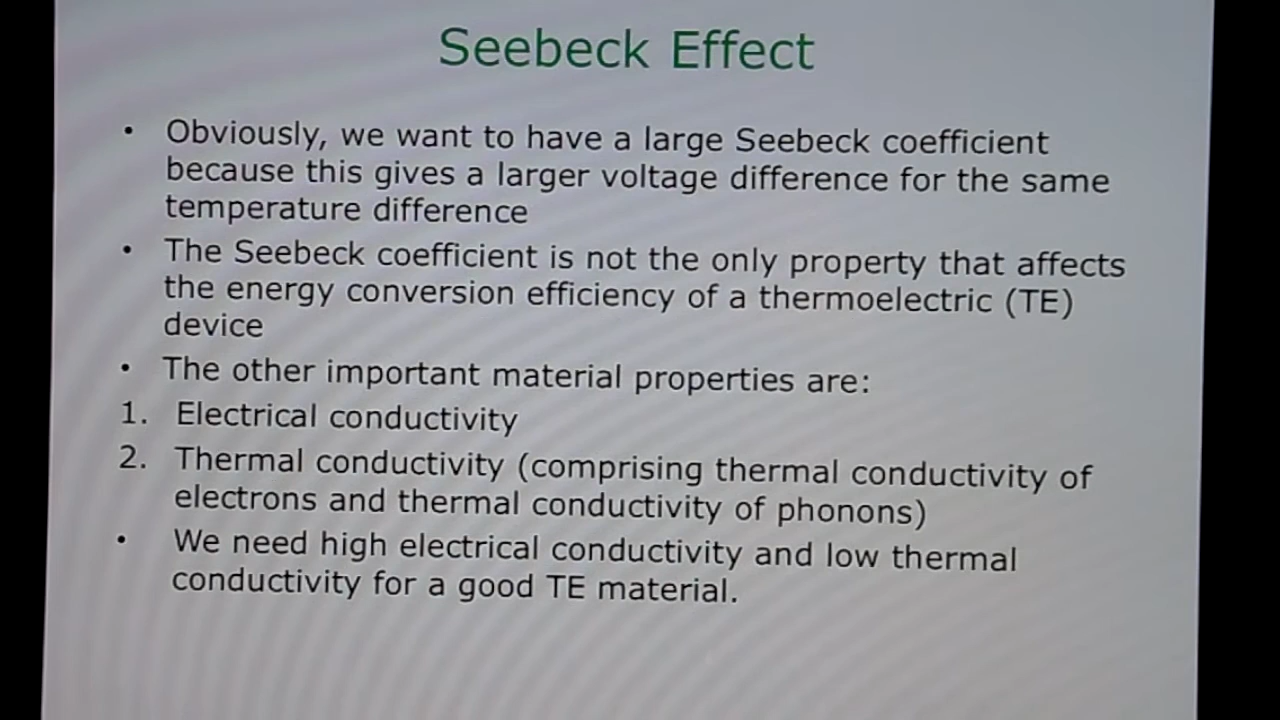 Seebeck Effect
• Obviously, we want to have a large Seebeck coefficient
because this gives a larger voltage difference for the same
temperature difference
• The Seebeck coefficient is not the only property that affects
the energy conversion efficiency of a thermoelectric (TE)
device
• The other important material properties are:
1. Electrical conductivity
2. Thermal conductivity (comprising thermal conductivity of
electrons and thermal conductivity of phonons)
• We need high electrical conductivity and low thermal
conductivity for a good TE material.